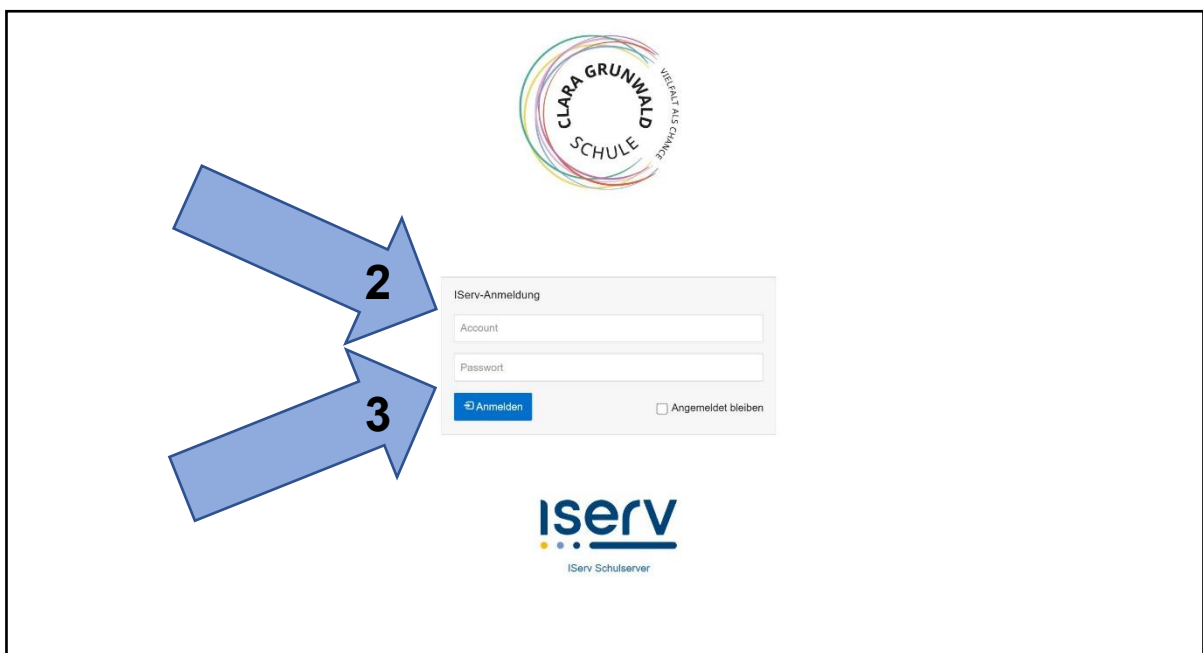 CLARA GRUNWALD
SCHULE
VIELFALT ALS CHANCE
2
IServ-Anmeldung
Account
Passwort
3
Anmelden
Angemeldet bleiben
Iserv
IServ Schulserver